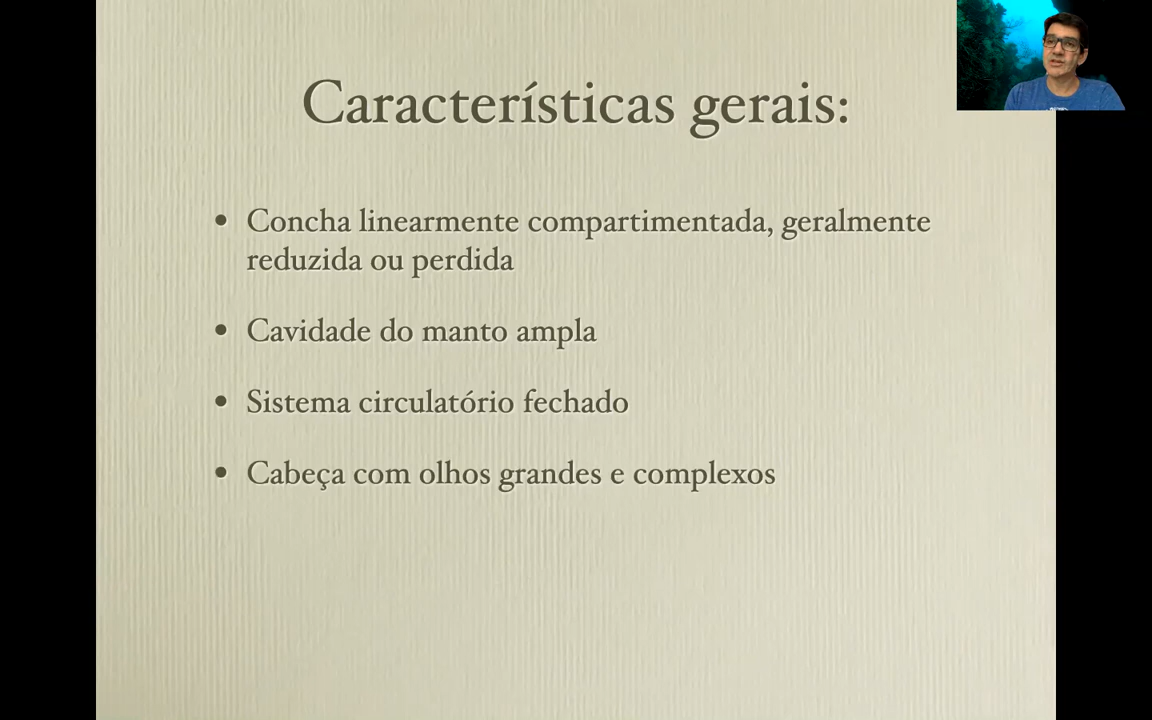 Características gerais:
• Concha linearmente compartimentada, geralmente
reduzida ou perdida
• Cavidade do manto ampla
• Sistema circulatório fechado
• Cabeça com olhos grandes e complexos